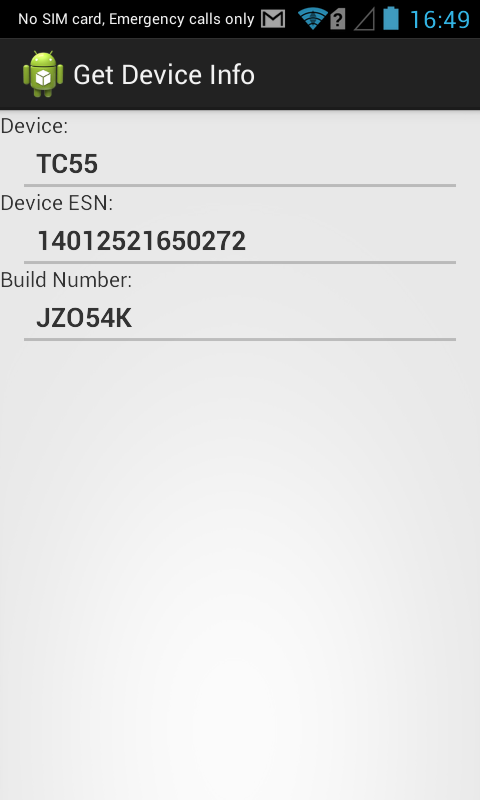 No SIM card, Emergency calls only 16:49
Get Device Info
Device:
TC55
Device ESN:
14012521650272
Build Number:
JZO54K